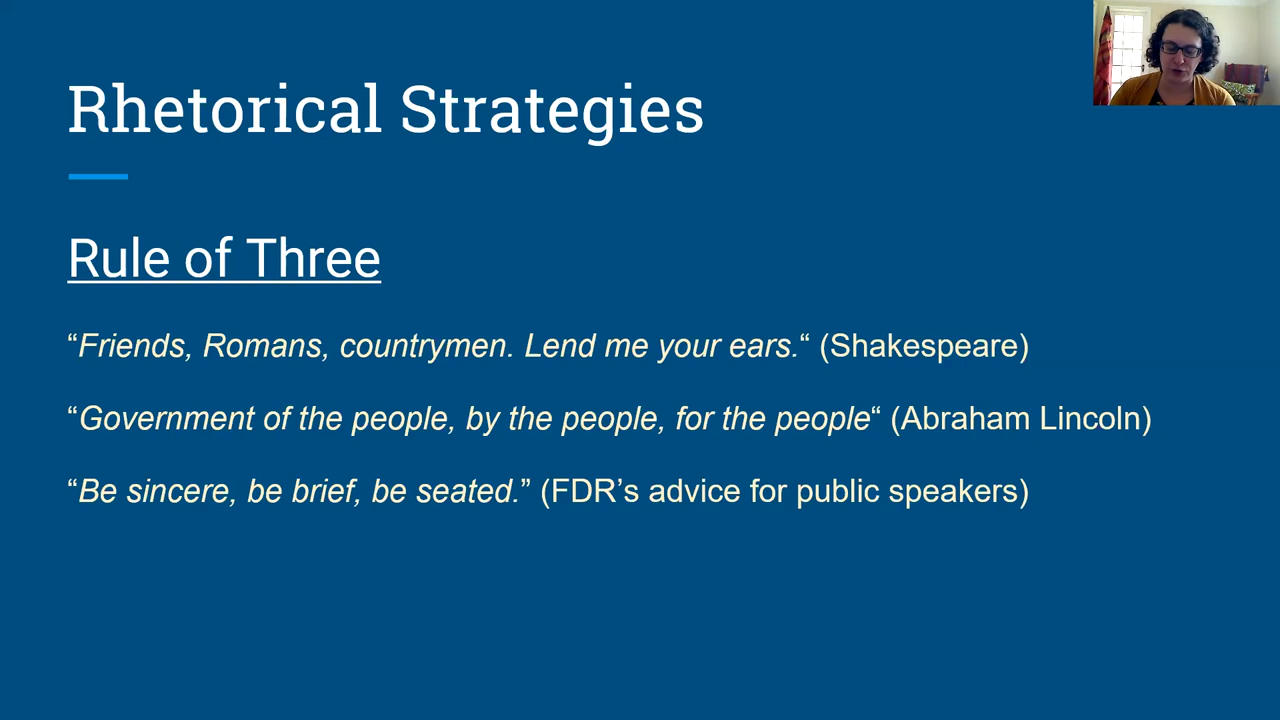 Rhetorical Strategies
Rule of Three
“Friends, Romans, countrymen. Lend me your ears.“ (Shakespeare)
“Government of the people, by the people, for the people“ (Abraham Lincoln)
“Be sincere, be brief, be seated.” (FDR’s advice for public speakers)